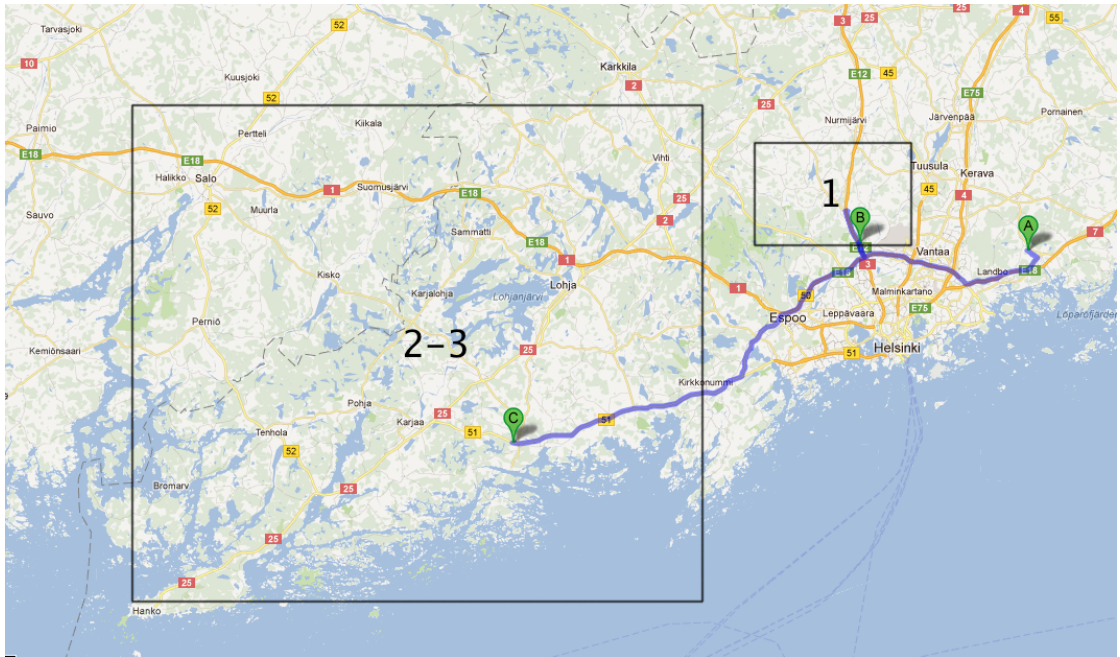 Tarvasjoki
52
25
3
25
4
25
55
10
Karkkila
2
E12
45
Kuusjoki
52
25
E75
Pornainen
Järvenpää
Nurmijärvi
Paimio
Pertteli
Kiikala
E18
E18
Vihti
Tuusula
Kerava
Halikko
Salo
1
Suomusjärvi
1
E18
25
45
4
Sauvo
52
Muurla
Sammatti
2
B
A
7
E18
Vantaa
1
3
Landbo
E18
Kisko
Lohja
1
50
Malminkartano
Karjalohja
Lohjanjärvi
Espoo
Leppävaara
E75
Perniö
2-3
Helsinki
Kemiönsaari
25
51
Kirkkonummi
Pohja
Karjaa
25
C
51
51
Tenhola
52
Bromarv
25
25
25
Hanko